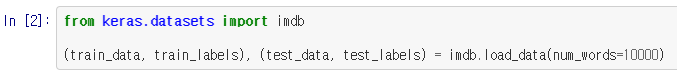 In [2]: from keras.datasets import imdb
(train_data, train_labels), (test_data, test_labels) = imdb.load_data(num_words=10000)